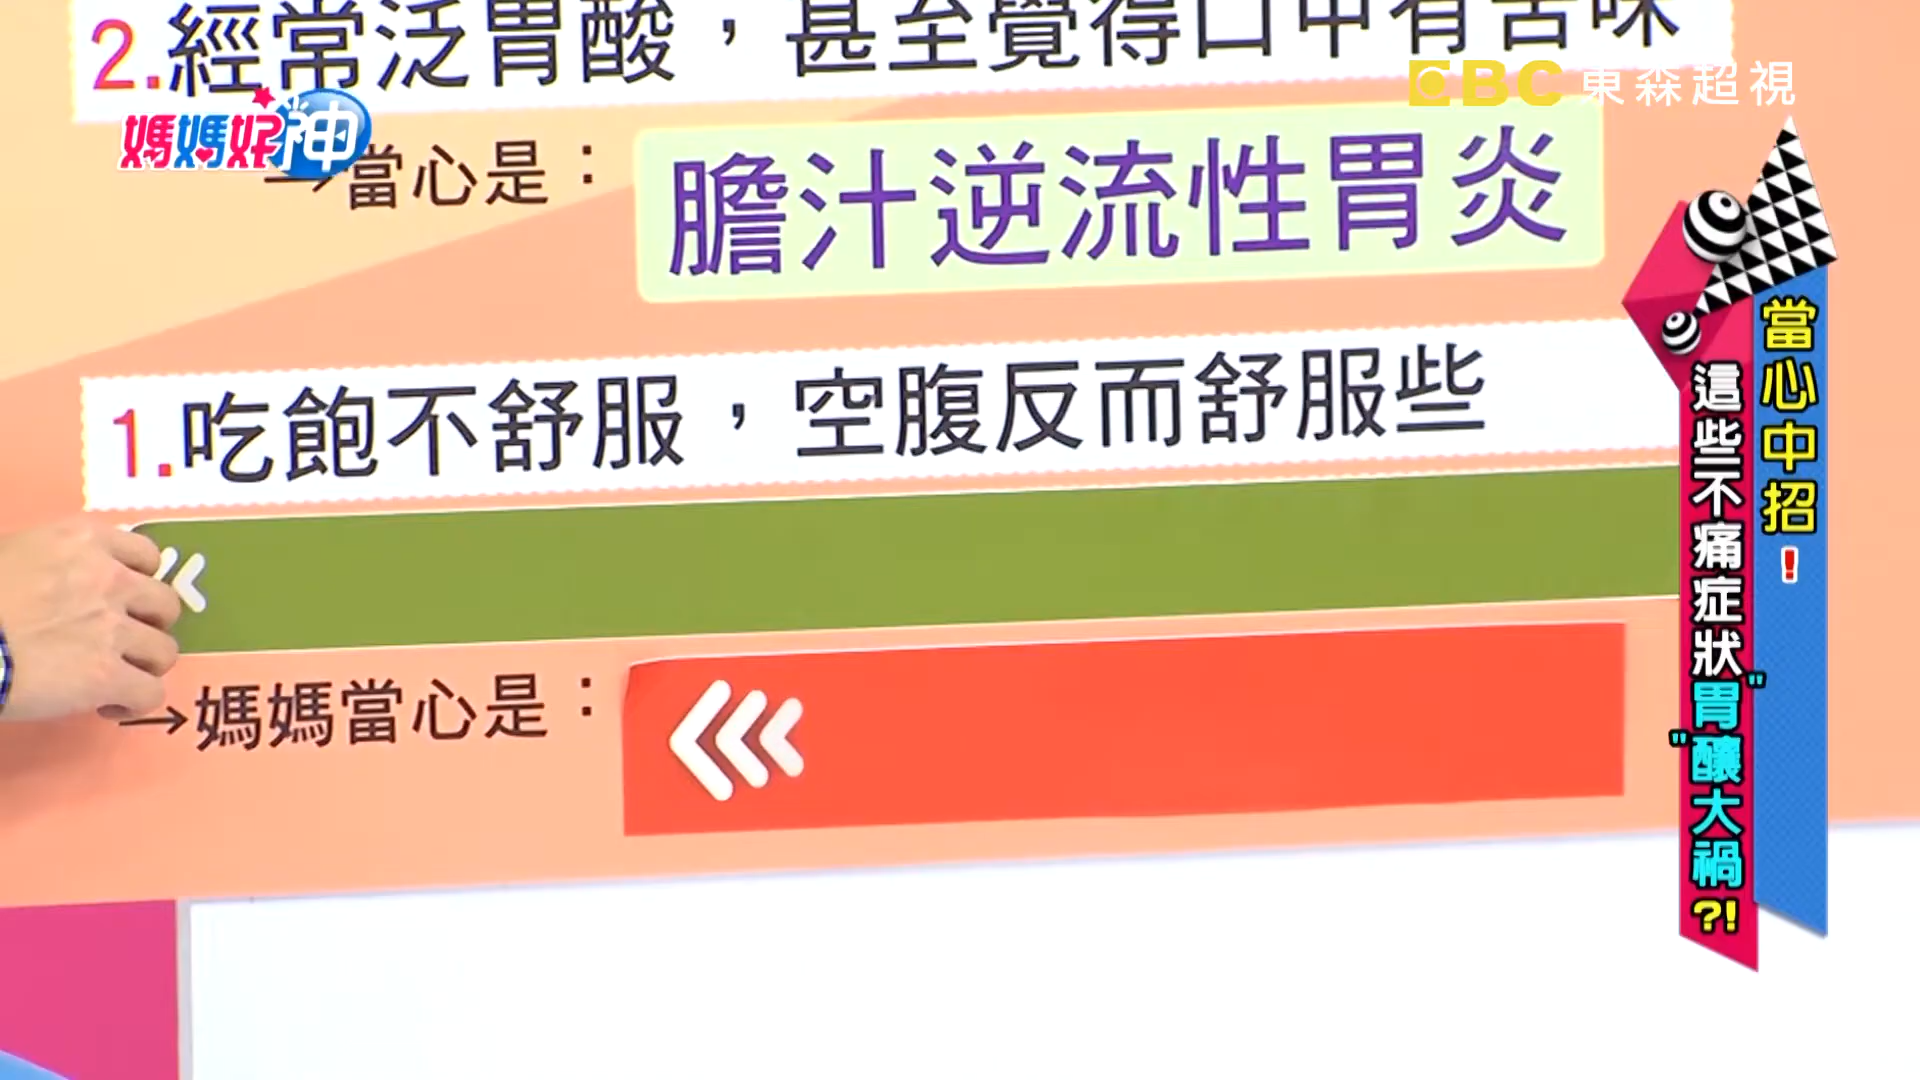 2.經常泛胃酸，甚至覺得口中有苦味
EBC 東森超視
媽媽好神
→當心是：
膽汁逆流性胃炎
1.吃飽不舒服，空腹反而舒服些
→媽媽當心是：
當心中招！
這些不痛症狀"胃"釀大禍?!